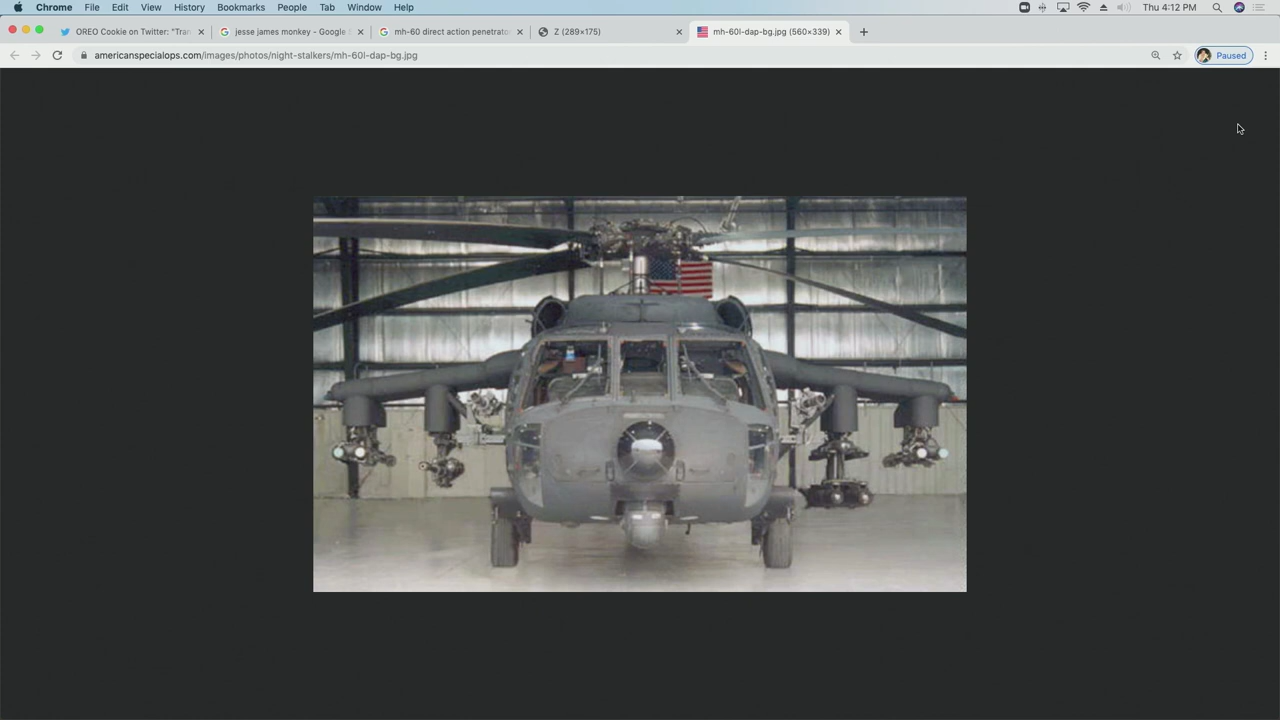 Chrome File Edit View History Bookmarks People Tab Window Help Thu 4:12 PM
OREO Cookie on Twitter: "Tran jesse james monkey - Google mh-60 direct action penetrato Z (289×175) mh-60l-dap-bg.jpg (560×339)
americanspecialops.com/images/photos/night-stalkers/mh-60l-dap-bg.jpg Paused